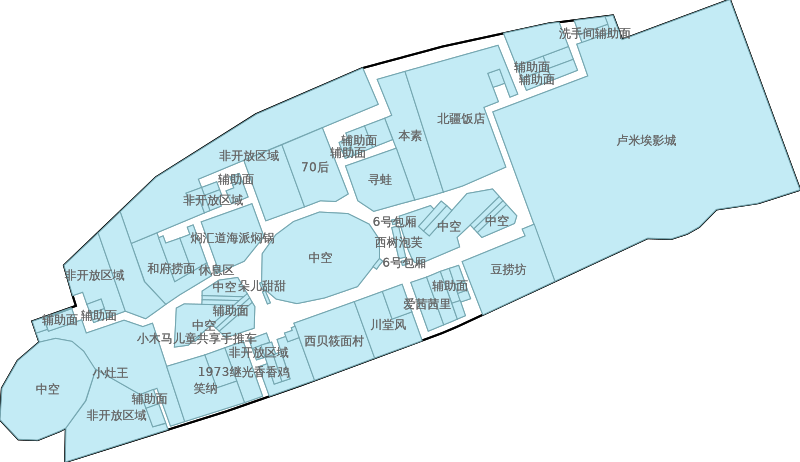 洗手间辅助面
辅助面
辅助面
北疆饭店
本素
卢米埃影城
辅助面
辅助面
非开放区域
70后
寻蛙
辅助面
非开放区域
6号包厢
中空
中空
焖汇道海派焖锅
西树泡芙
中空
6号包厢
和府捞面
休息区
豆捞坊
非开放区域
中空
朵儿甜甜
辅助面
爱茜茜里
辅助面
辅助面
辅助面
中空
川堂风
小木马儿童共享手推车
西贝莜面村
非开放区域
小灶王
1973继光香香鸡
中空
笑纳
辅助面
非开放区域